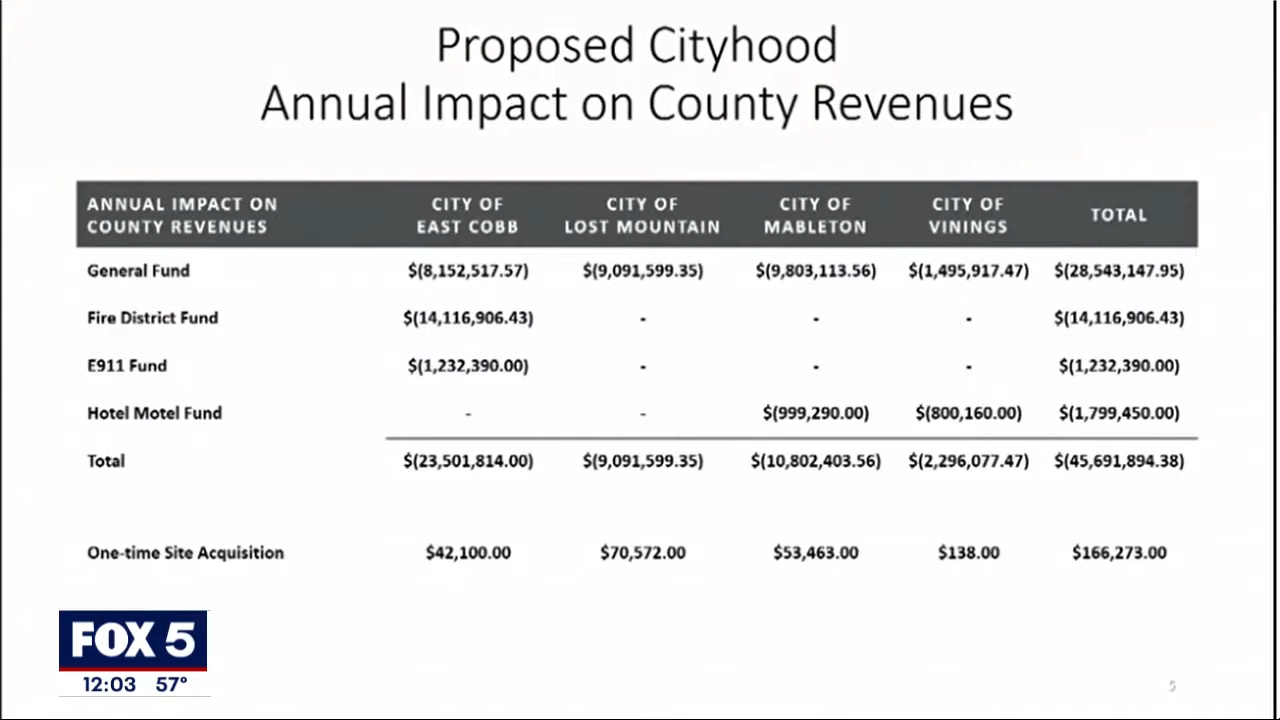 Proposed Cityhood
Annual Impact on County Revenues
ANNUAL IMPACT ON COUNTY REVENUES CITY OF EAST COBB CITY OF LOST MOUNTAIN CITY OF MABLETON CITY OF VININGS TOTAL
General Fund $(8,152,517.57) $(9,091,599.35) $(9,803,113.56) $(1,495,917.47) $(28,543,147.95)
Fire District Fund $(14,116,906.43) - - - $(14,116,906.43)
E911 Fund $(1,232,390.00) - - - $(1,232,390.00)
Hotel Motel Fund - - $(999,290.00) $(800,160.00) $(1,799,450.00)
Total $(23,501,814.00) $(9,091,599.35) $(10,802,403.56) $(2,296,077.47) $(45,691,894.38)
One-time Site Acquisition $42,100.00 $70,572.00 $53,463.00 $138.00 $166,273.00
FOX 5
12:03 57°
5